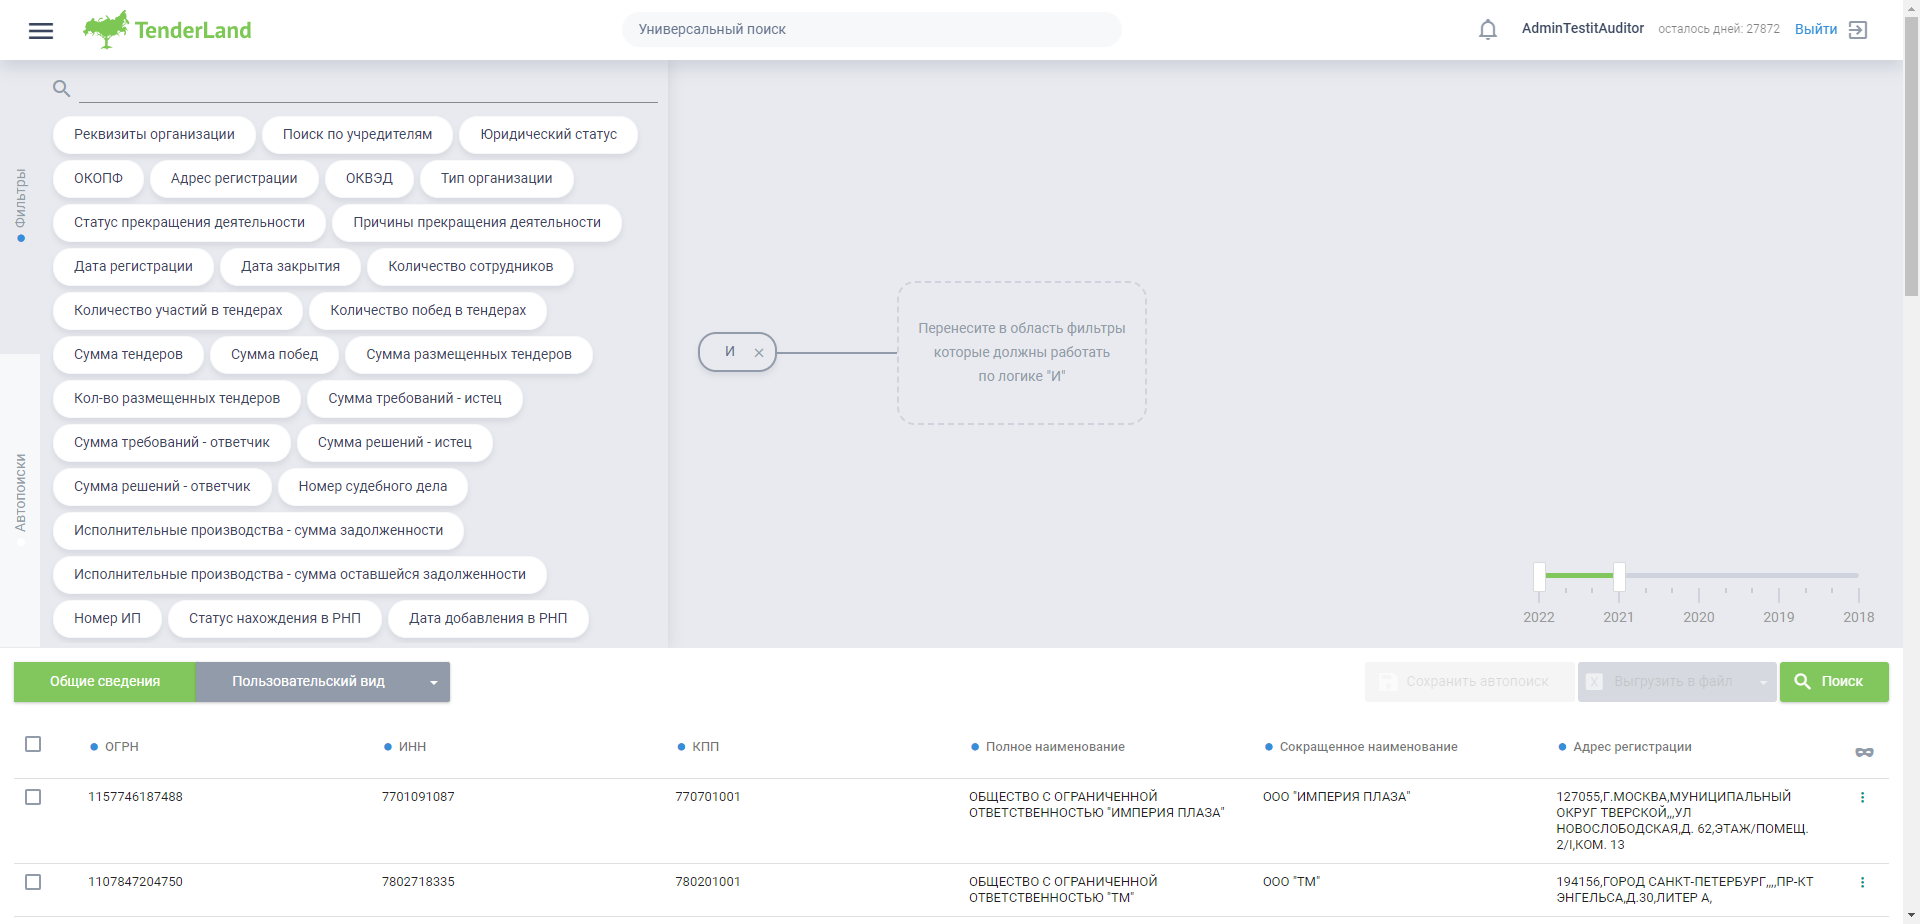 TenderLand
Универсальный поиск
AdminTestitAuditor
осталось дней: 27872
Выйти
Фильтры
Автопоиски
Реквизиты организации
Поиск по учредителям
Юридический статус
ОКОПФ
Адрес регистрации
ОКВЭД
Тип организации
Статус прекращения деятельности
Причины прекращения деятельности
Дата регистрации
Дата закрытия
Количество сотрудников
Количество участий в тендерах
Количество побед в тендерах
Сумма тендеров
Сумма побед
Сумма размещенных тендеров
Кол-во размещенных тендеров
Сумма требований - истец
Сумма требований - ответчик
Сумма решений - истец
Сумма решений - ответчик
Номер судебного дела
Исполнительные производства - сумма задолженности
Исполнительные производства - сумма оставшейся задолженности
Номер ИП
Статус нахождения в РНП
Дата добавления в РНП
И
Перенесите в область фильтры
которые должны работать
по логике "И"
2022
2021
2020
2019
2018
Общие сведения
Пользовательский вид
Сохранить автопоиск
Выгрузить в файл
Поиск
ОГРН
ИНН
КПП
Полное наименование
Сокращенное наименование
Адрес регистрации
1157746187488
7701091087
770701001
ОБЩЕСТВО С ОГРАНИЧЕННОЙ
ОТВЕТСТВЕННОСТЬЮ "ИМПЕРИЯ ПЛАЗА"
ООО "ИМПЕРИЯ ПЛАЗА"
127055,Г.МОСКВА,МУНИЦИПАЛЬНЫЙ
ОКРУГ ТВЕРСКОЙ,,,УЛ
НОВОСЛОБОДСКАЯ,Д. 62,ЭТАЖ/ПОМЕЩ.
2/I,КОМ. 13
1107847204750
7802718335
780201001
ОБЩЕСТВО С ОГРАНИЧЕННОЙ
ОТВЕТСТВЕННОСТЬЮ "ТМ"
ООО "ТМ"
194156,ГОРОД САНКТ-ПЕТЕРБУРГ,,,,ПР-КТ
ЭНГЕЛЬСА,Д.30,ЛИТЕР А,